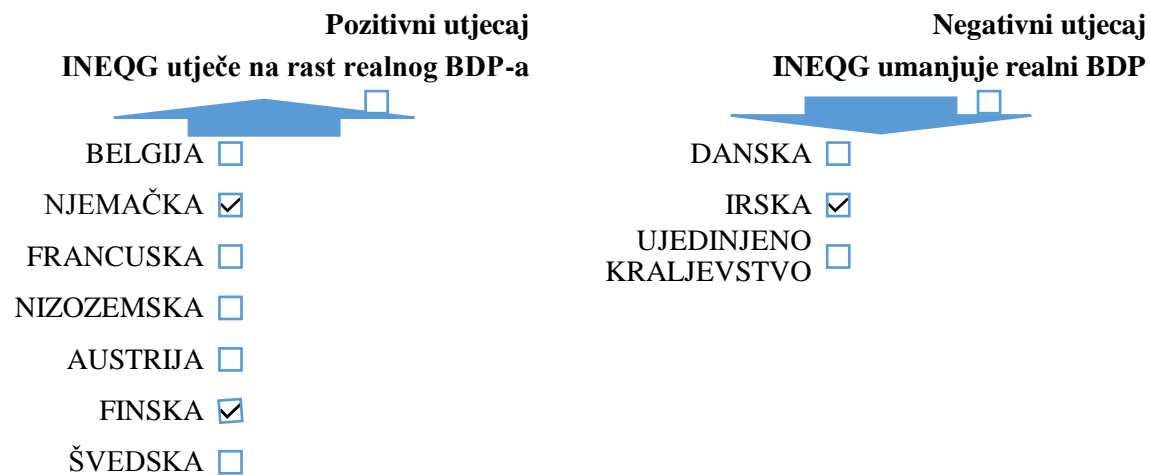 Pozitivni utjecaj
INEQG utječe na rast realnog BDP-a
BELGIJA
NJEMAČKA
FRANCUSKA
NIZOZEMSKA
AUSTRIJA
FINSKA
ŠVEDSKA
Negativni utjecaj
INEQG umanjuje realni BDP
DANSKA
IRSKA
UJEDINJENO
KRALJEVSTVO